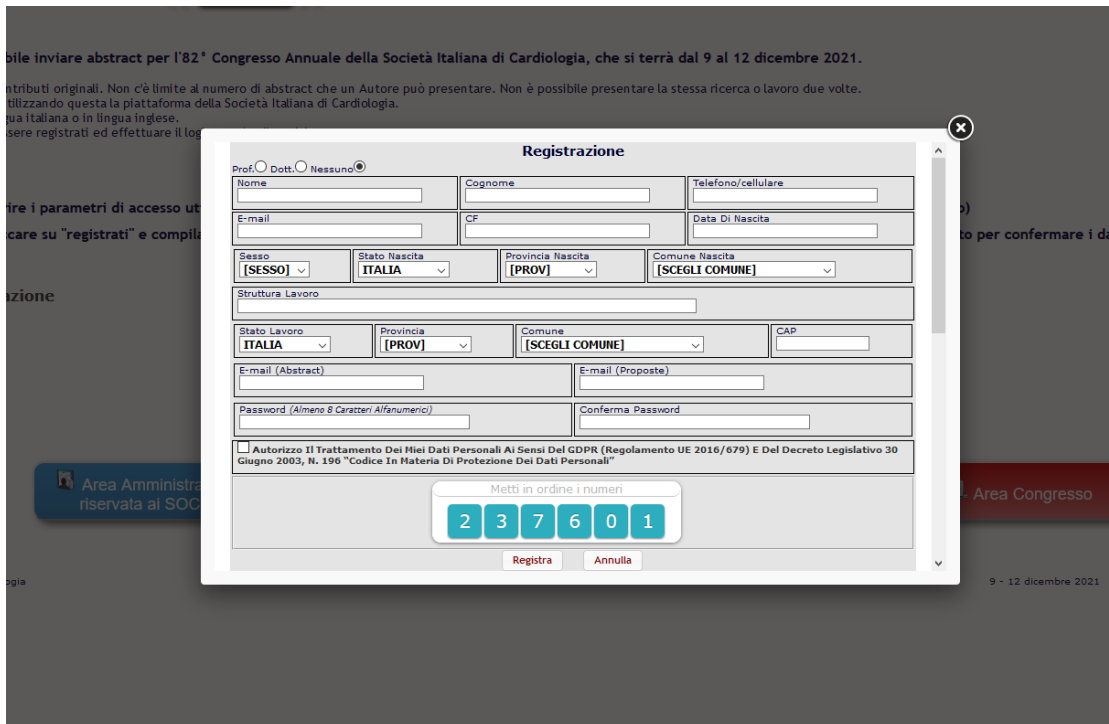 bile inviare abstract per l'82° Congresso Annuale della Società Italiana di Cardiologia, che si terrà dal 9 al 12 dicembre 2021.
ntributi originali. Non c'è limite al numero di abstract che un Autore può presentare. Non è possibile presentare la stessa ricerca o lavoro due volte.
tilizzando questa la piattaforma della Società Italiana di Cardiologia.
gua italiana o in lingua inglese.
ssere registrati ed effettuare il log
Registrazione
Prof. Dott. Nessuno
Nome Cognome Telefono/cellulare
rire i parametri di accesso ut o)
E-mail CF Data Di Nascita
ccare su "registrati" e compila to per confermare i da
Sesso Stato Nascita Provincia Nascita Comune Nascita
[SESSO] ITALIA [PROV] [SCEGLI COMUNE]
azione
Struttura Lavoro
Stato Lavoro Provincia Comune CAP
ITALIA [PROV] [SCEGLI COMUNE]
E-mail (Abstract) E-mail (Proposte)
Password (Almeno 8 Caratteri Alfanumerici) Conferma Password
Autorizzo Il Trattamento Dei Miei Dati Personali Ai Sensi Del GDPR (Regolamento UE 2016/679) E Del Decreto Legislativo 30
Giugno 2003, N. 196 "Codice In Materia Di Protezione Dei Dati Personali"
Area Amministra
riservata ai SOC
Metti in ordine i numeri
2 3 7 6 0 1
Area Congresso
Registra Annulla
ogia
9 - 12 dicembre 2021